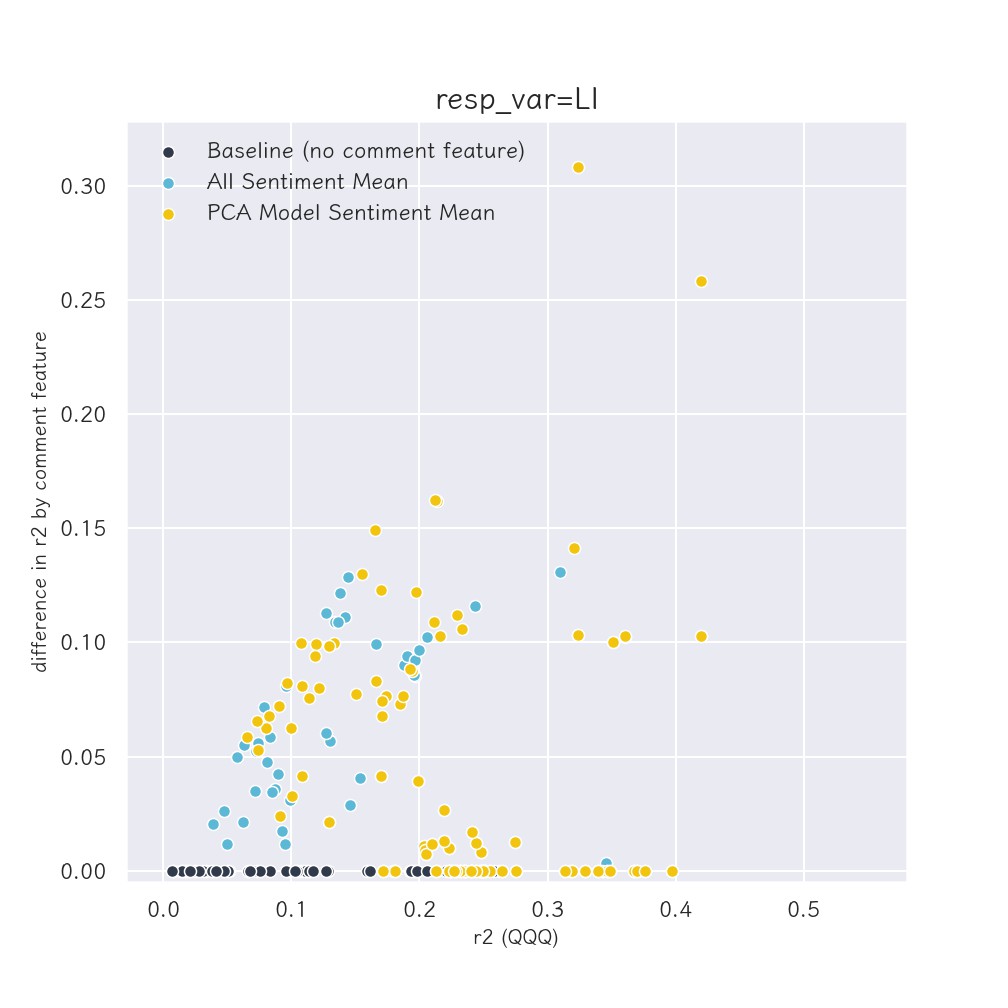 resp_var=LI
Baseline (no comment feature)
All Sentiment Mean
PCA Model Sentiment Mean
difference in r2 by comment feature
0.30
0.25
0.20
0.15
0.10
0.05
0.00
0.0 0.1 0.2 0.3 0.4 0.5
r2 (QQQ)